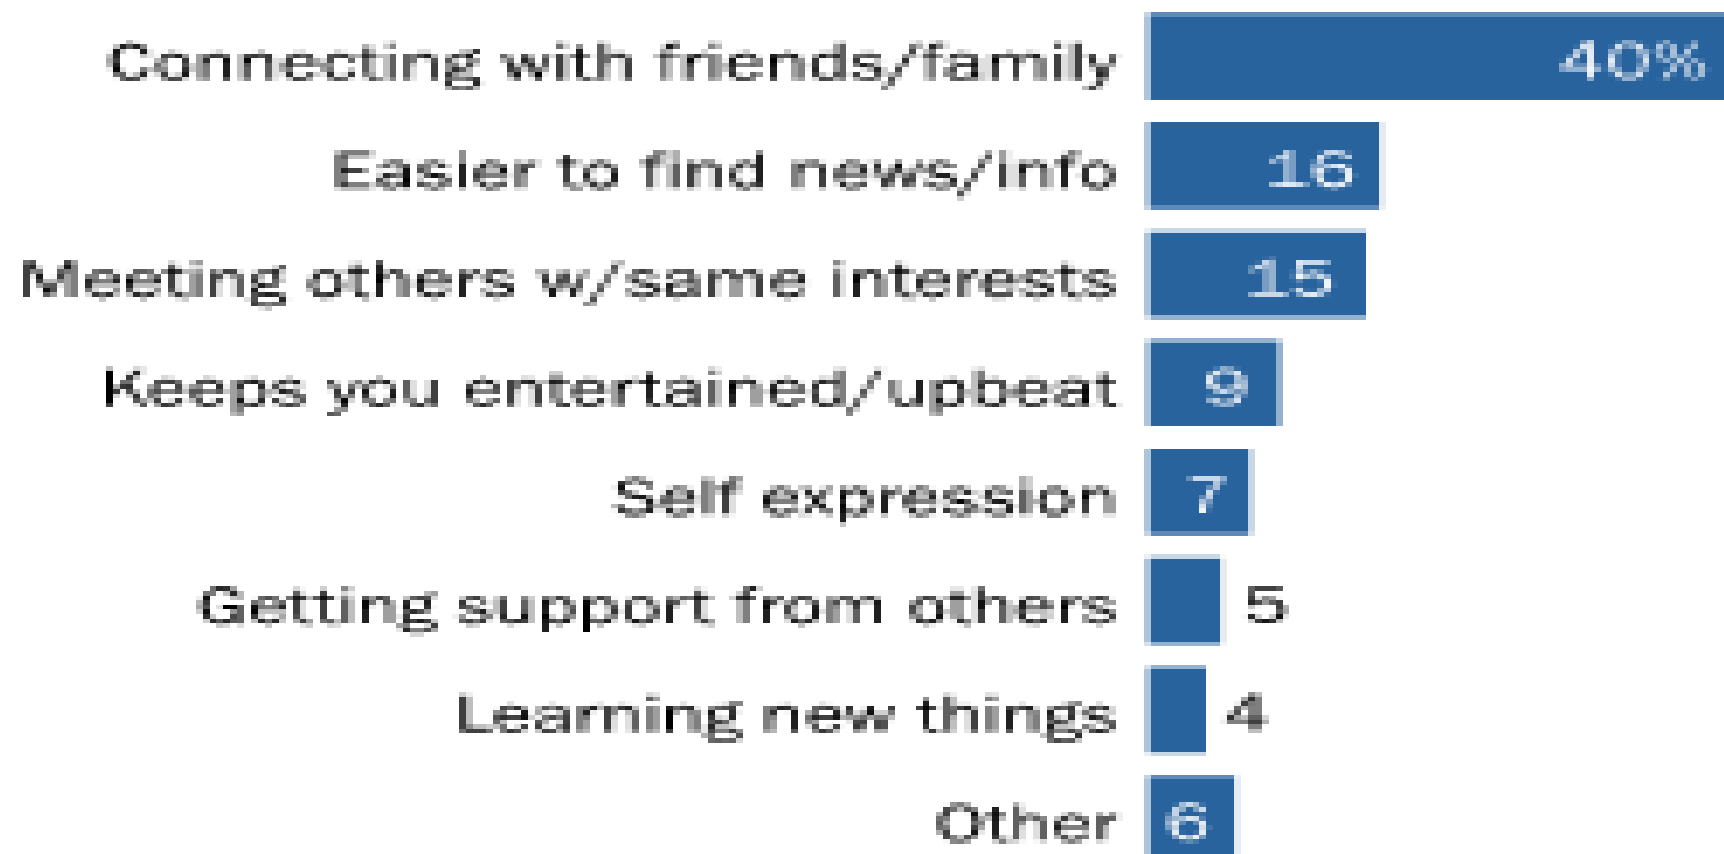 Connecting with friends/family 40%
Easier to find news/info 16
Meeting others w/same interests 15
Keeps you entertained/upbeat 9
Self expression 7
Getting support from others 5
Learning new things 4
Other 6